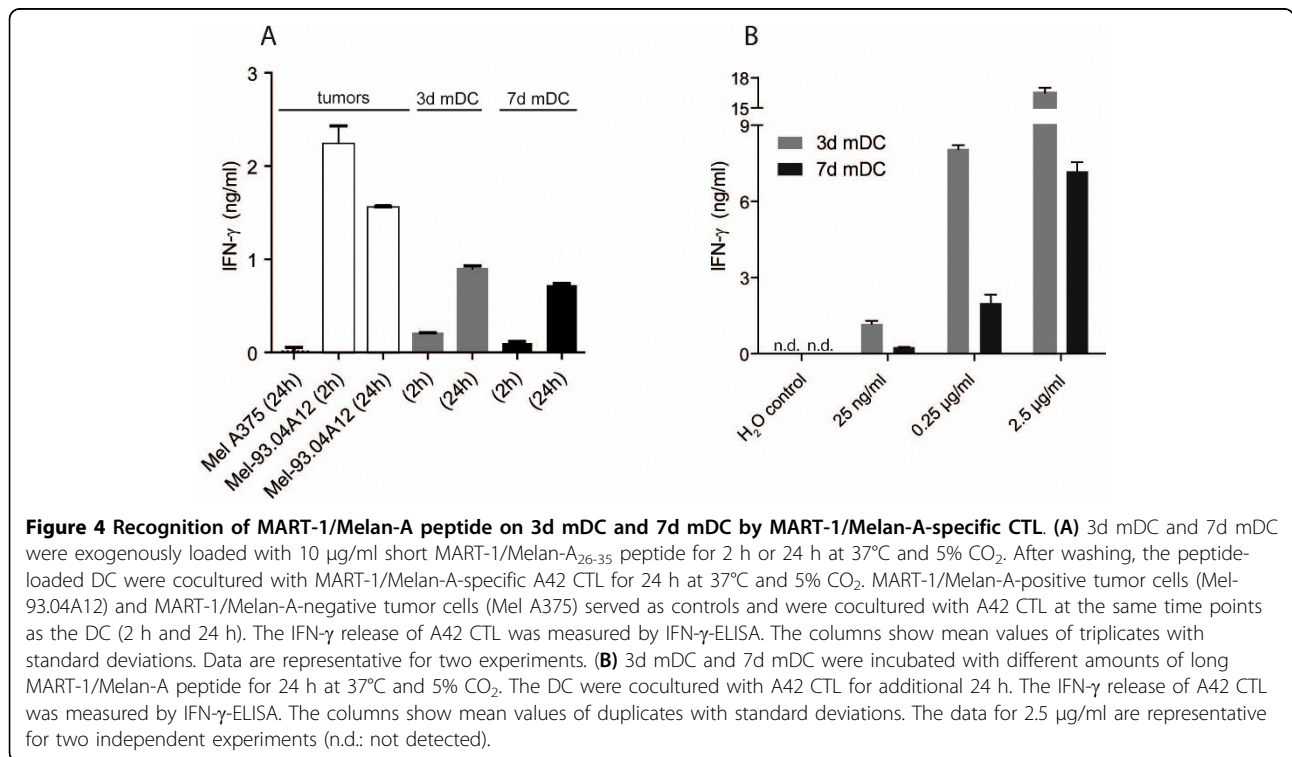 A
B
3
2
1
0
IFN-γ (ng/ml)
tumors
3d mDC
7d mDC
Mel A375 (24h)
Mel-93.04A12 (2h)
Mel-93.04A12 (24h)
(2h)
(24h)
(2h)
(24h)
18
15
9
6
3
0
IFN-γ (ng/ml)
3d mDC
7d mDC
n.d. n.d.
H₂O control
25 ng/ml
0.25 µg/ml
2.5 µg/ml
Figure 4 Recognition of MART-1/Melan-A peptide on 3d mDC and 7d mDC by MART-1/Melan-A-specific CTL. (A) 3d mDC and 7d mDC
were exogenously loaded with 10 µg/ml short MART-1/Melan-A₂₆₋₃₅ peptide for 2 h or 24 h at 37°C and 5% CO₂. After washing, the peptide-
loaded DC were cocultured with MART-1/Melan-A-specific A42 CTL for 24 h at 37°C and 5% CO₂. MART-1/Melan-A-positive tumor cells (Mel-
93.04A12) and MART-1/Melan-A-negative tumor cells (Mel A375) served as controls and were cocultured with A42 CTL at the same time points
as the DC (2 h and 24 h). The IFN-γ release of A42 CTL was measured by IFN-γ-ELISA. The columns show mean values of triplicates with
standard deviations. Data are representative for two experiments. (B) 3d mDC and 7d mDC were incubated with different amounts of long
MART-1/Melan-A peptide for 24 h at 37°C and 5% CO₂. The DC were cocultured with A42 CTL for additional 24 h. The IFN-γ release of A42 CTL
was measured by IFN-γ-ELISA. The columns show mean values of duplicates with standard deviations. The data for 2.5 µg/ml are representative
for two independent experiments (n.d.: not detected).